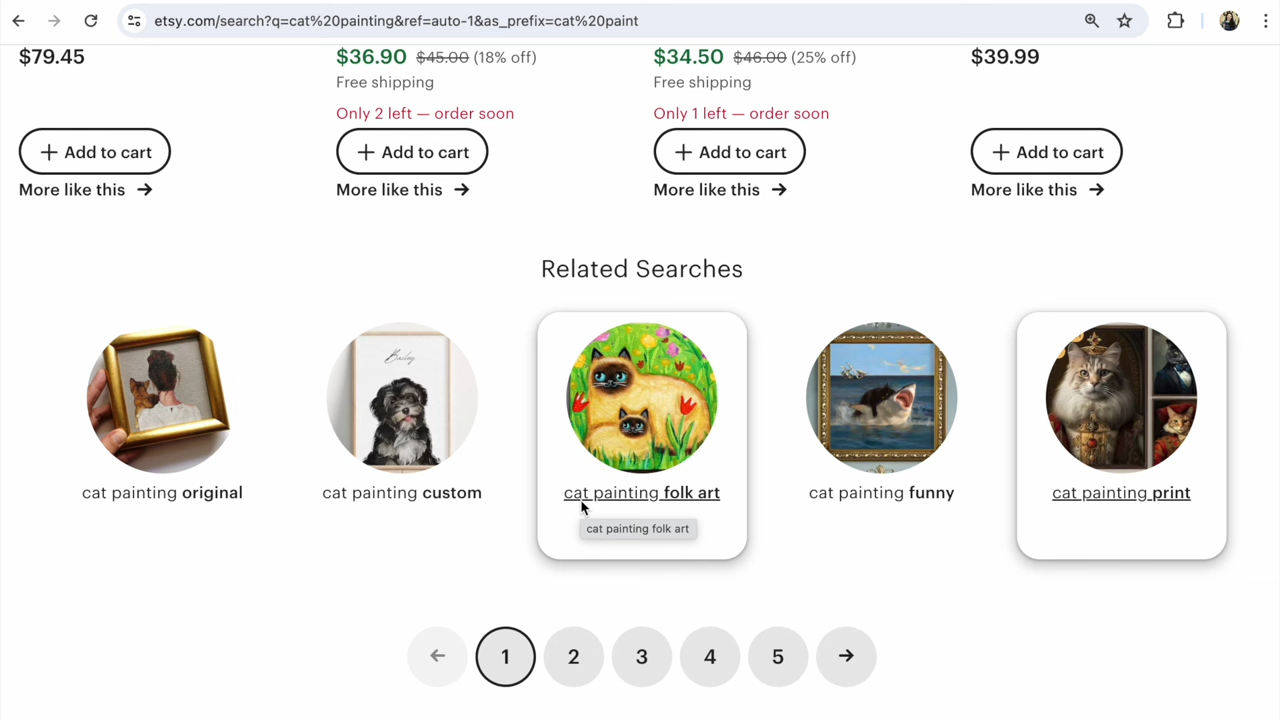 etsy.com/search?q=cat%20painting&ref=auto-1&as_prefix=cat%20paint
$79.45
$36.90 $45.00 (18% off)
Free shipping
Only 2 left — order soon
$34.50 $46.00 (25% off)
Free shipping
Only 1 left — order soon
$39.99
+ Add to cart
+ Add to cart
+ Add to cart
+ Add to cart
More like this →
More like this →
More like this →
More like this →
Related Searches
Bailey
cat painting original
cat painting custom
cat painting folk art
cat painting funny
cat painting print
cat painting folk art
← 1 2 3 4 5 →